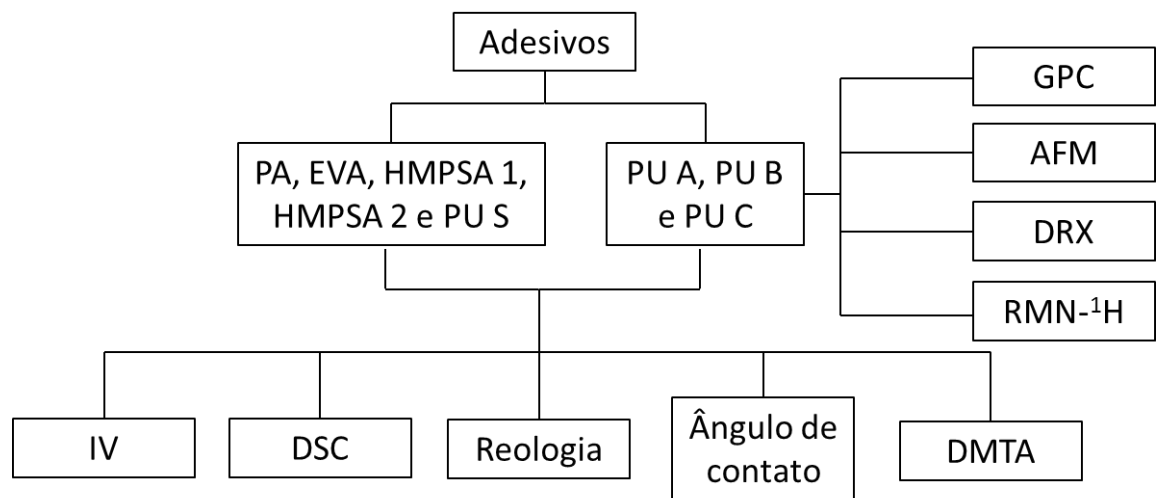 Adesivos
PA, EVA, HMPSA 1,
HMPSA 2 e PU S
PU A, PU B
e PU C
GPC
AFM
DRX
RMN-¹H
IV
DSC
Reologia
Ângulo de
contato
DMTA